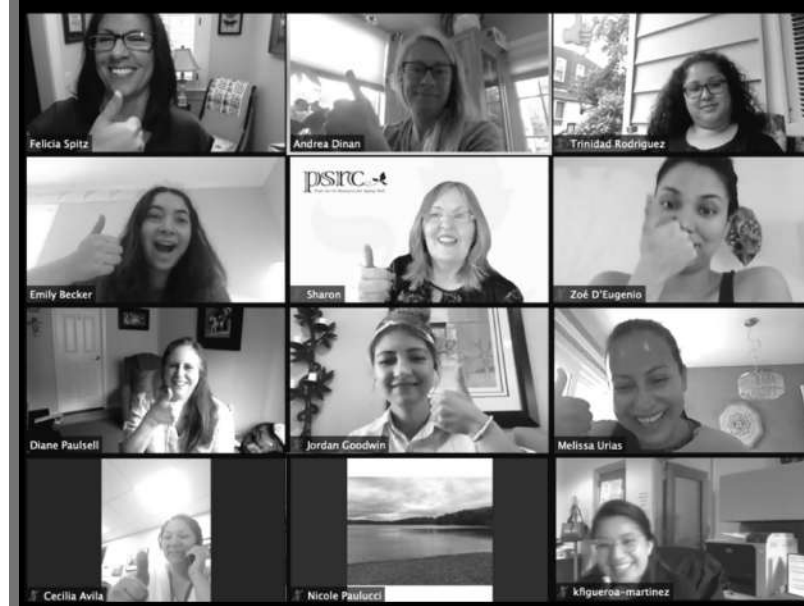 Felicia Spitz
Andrea Dinan
Trinidad Rodriguez
psrc
Emily Becker
Sharon
Zoé D'Eugenio
Diane Paulsell
Jordan Goodwin
Melissa Urias
Cecilia Avila
Nicole Paulucci
kfigueroa-martinez